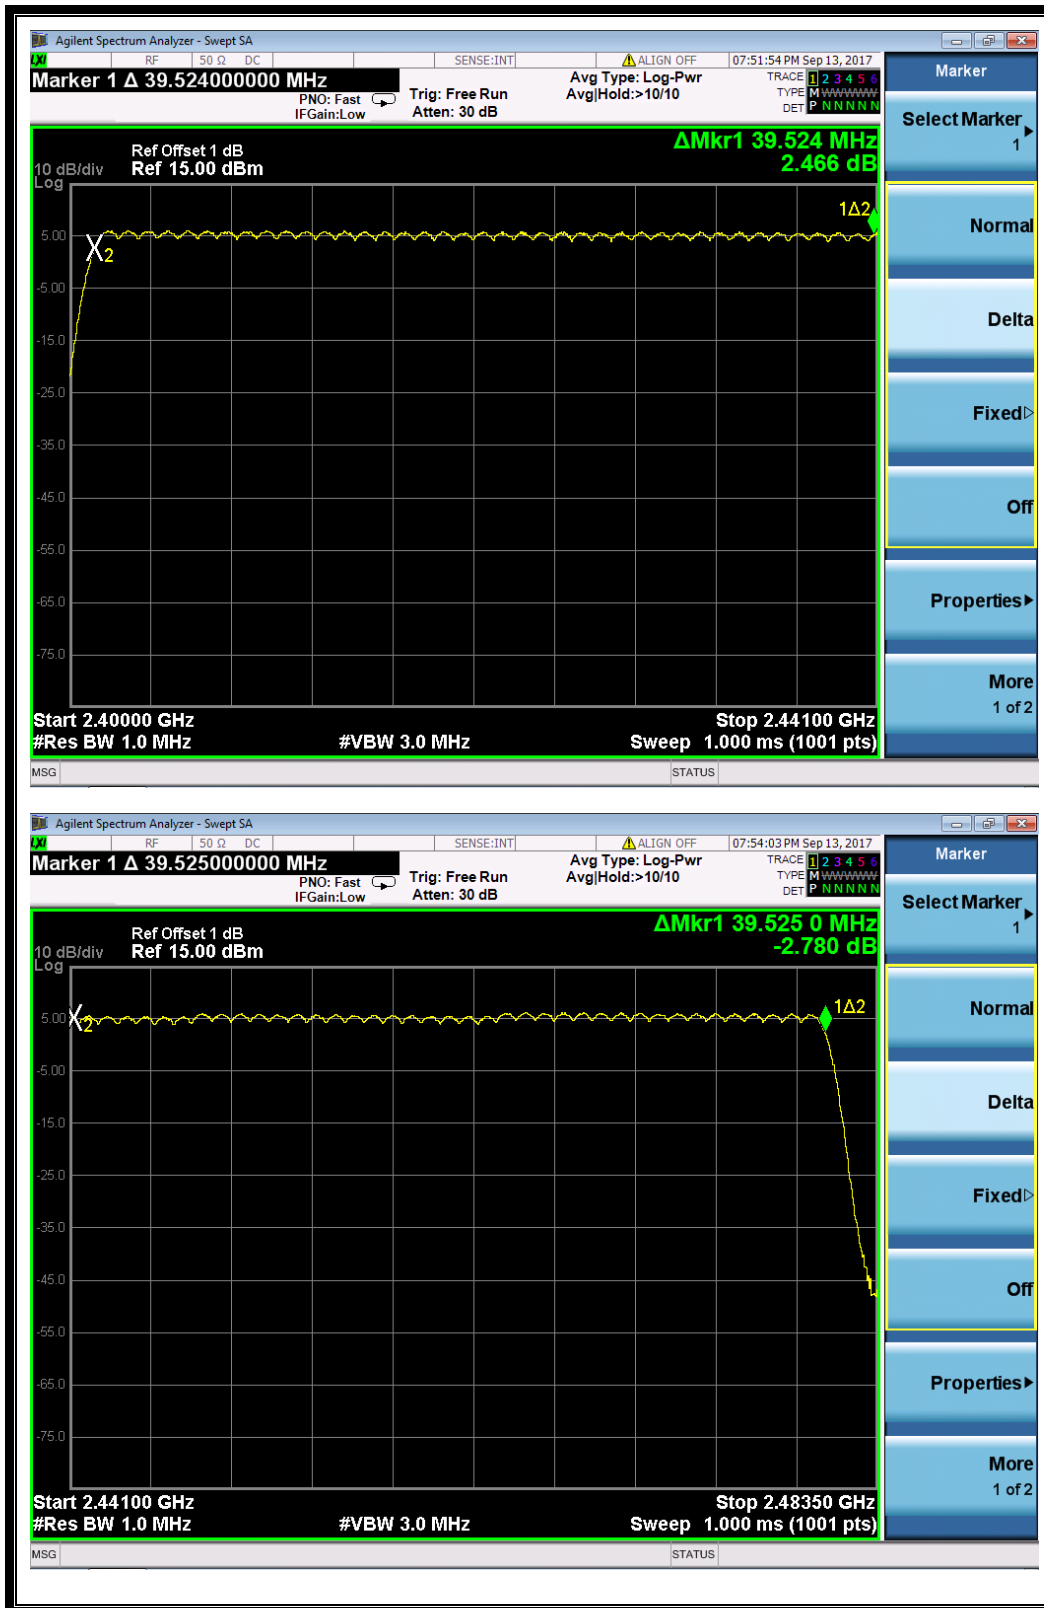 Agilent Spectrum Analyzer - Swept SA
LXI RF 50 Ω DC SENSE:INT ALIGN OFF 07:51:54 PM Sep 13, 2017
Marker 1 Δ 39.524000000 MHz
PNO: Fast
IFGain:Low
Trig: Free Run
Atten: 30 dB
Avg Type: Log-Pwr
Avg|Hold:>10/10
TRACE 1 2 3 4 5 6
TYPE M WWWWW
DET P N N N N N
ΔMkr1 39.524 MHz
2.466 dB
Ref Offset 1 dB
10 dB/div Ref 15.00 dBm
Log
1Δ2
5.00
2
-5.00
-15.0
-25.0
-35.0
-45.0
-55.0
-65.0
-75.0
Start 2.40000 GHz Stop 2.44100 GHz
#Res BW 1.0 MHz #VBW 3.0 MHz Sweep 1.000 ms (1001 pts)
MSG STATUS
Marker
Select Marker
1
Normal
Delta
Fixed
Off
Properties
More
1 of 2
Agilent Spectrum Analyzer - Swept SA
LXI RF 50 Ω DC SENSE:INT ALIGN OFF 07:54:03 PM Sep 13, 2017
Marker 1 Δ 39.525000000 MHz
PNO: Fast
IFGain:Low
Trig: Free Run
Atten: 30 dB
Avg Type: Log-Pwr
Avg|Hold:>10/10
TRACE 1 2 3 4 5 6
TYPE M WWWWW
DET P N N N N N
ΔMkr1 39.525 0 MHz
-2.780 dB
Ref Offset 1 dB
10 dB/div Ref 15.00 dBm
Log
1Δ2
5.00
2
-5.00
-15.0
-25.0
-35.0
-45.0
-55.0
-65.0
-75.0
Start 2.44100 GHz Stop 2.48350 GHz
#Res BW 1.0 MHz #VBW 3.0 MHz Sweep 1.000 ms (1001 pts)
MSG STATUS
Marker
Select Marker
1
Normal
Delta
Fixed
Off
Properties
More
1 of 2